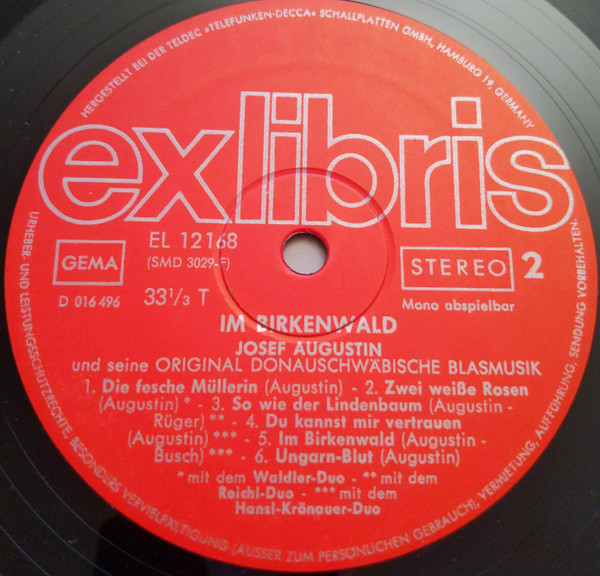 HERGESTELLT BEI DER TELDEC »TELEFUNKEN-DECCA« SCHALLPLATTEN GMBH, HAMBURG 19, GERMANY
exlibris
EL 12168
(SMD 3029-F)
GEMA
STEREO 2
D 016 496
33 1/3 T
Mono abspielbar
IM BIRKENWALD
JOSEF AUGUSTIN
und seine ORIGINAL DONAUSCHWÄBISCHE BLASMUSIK
1. Die fesche Müllerin (Augustin) - 2. Zwei weiße Rosen
(Augustin) * - 3. So wie der Lindenbaum (Augustin -
Rüger) ** - 4. Du kannst mir vertrauen
(Augustin) *** - 5. Im Birkenwald (Augustin -
Busch) *** - 6. Ungarn-Blut (Augustin)
* mit dem Waldler-Duo - ** mit dem
Reichl-Duo - *** mit dem
Hansl-Krönauer-Duo
URHEBER- UND LEISTUNGSSCHUTZRECHTE, BESONDERS VERVIELFÄLTIGUNG (AUSSER ZUM PERSÖNLICHEN GEBRAUCH), VERMIETUNG, AUFFÜHRUNG, SENDUNG VORBEHALTEN.